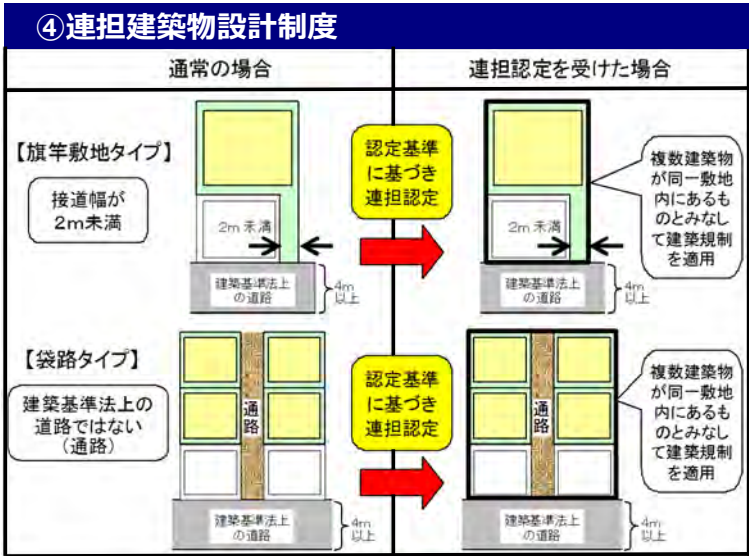 ④連担建築物設計制度
通常の場合
連担認定を受けた場合
【旗竿敷地タイプ】
接道幅が
2m未満
2m 未満
建築基準法上
の道路
4m
以上
認定基準
に基づき
連担認定
2m 未満
建築基準法上
の道路
4m
以上
複数建築物
が同一敷地
内にあるも
のとみなし
て建築規制
を適用
【袋路タイプ】
建築基準法上の
道路ではない
(通路)
通路
建築基準法上
の道路
4m
以上
認定基準
に基づき
連担認定
通路
建築基準法上
の道路
4m
以上
複数建築物
が同一敷地
内にあるも
のとみなし
て建築規制
を適用